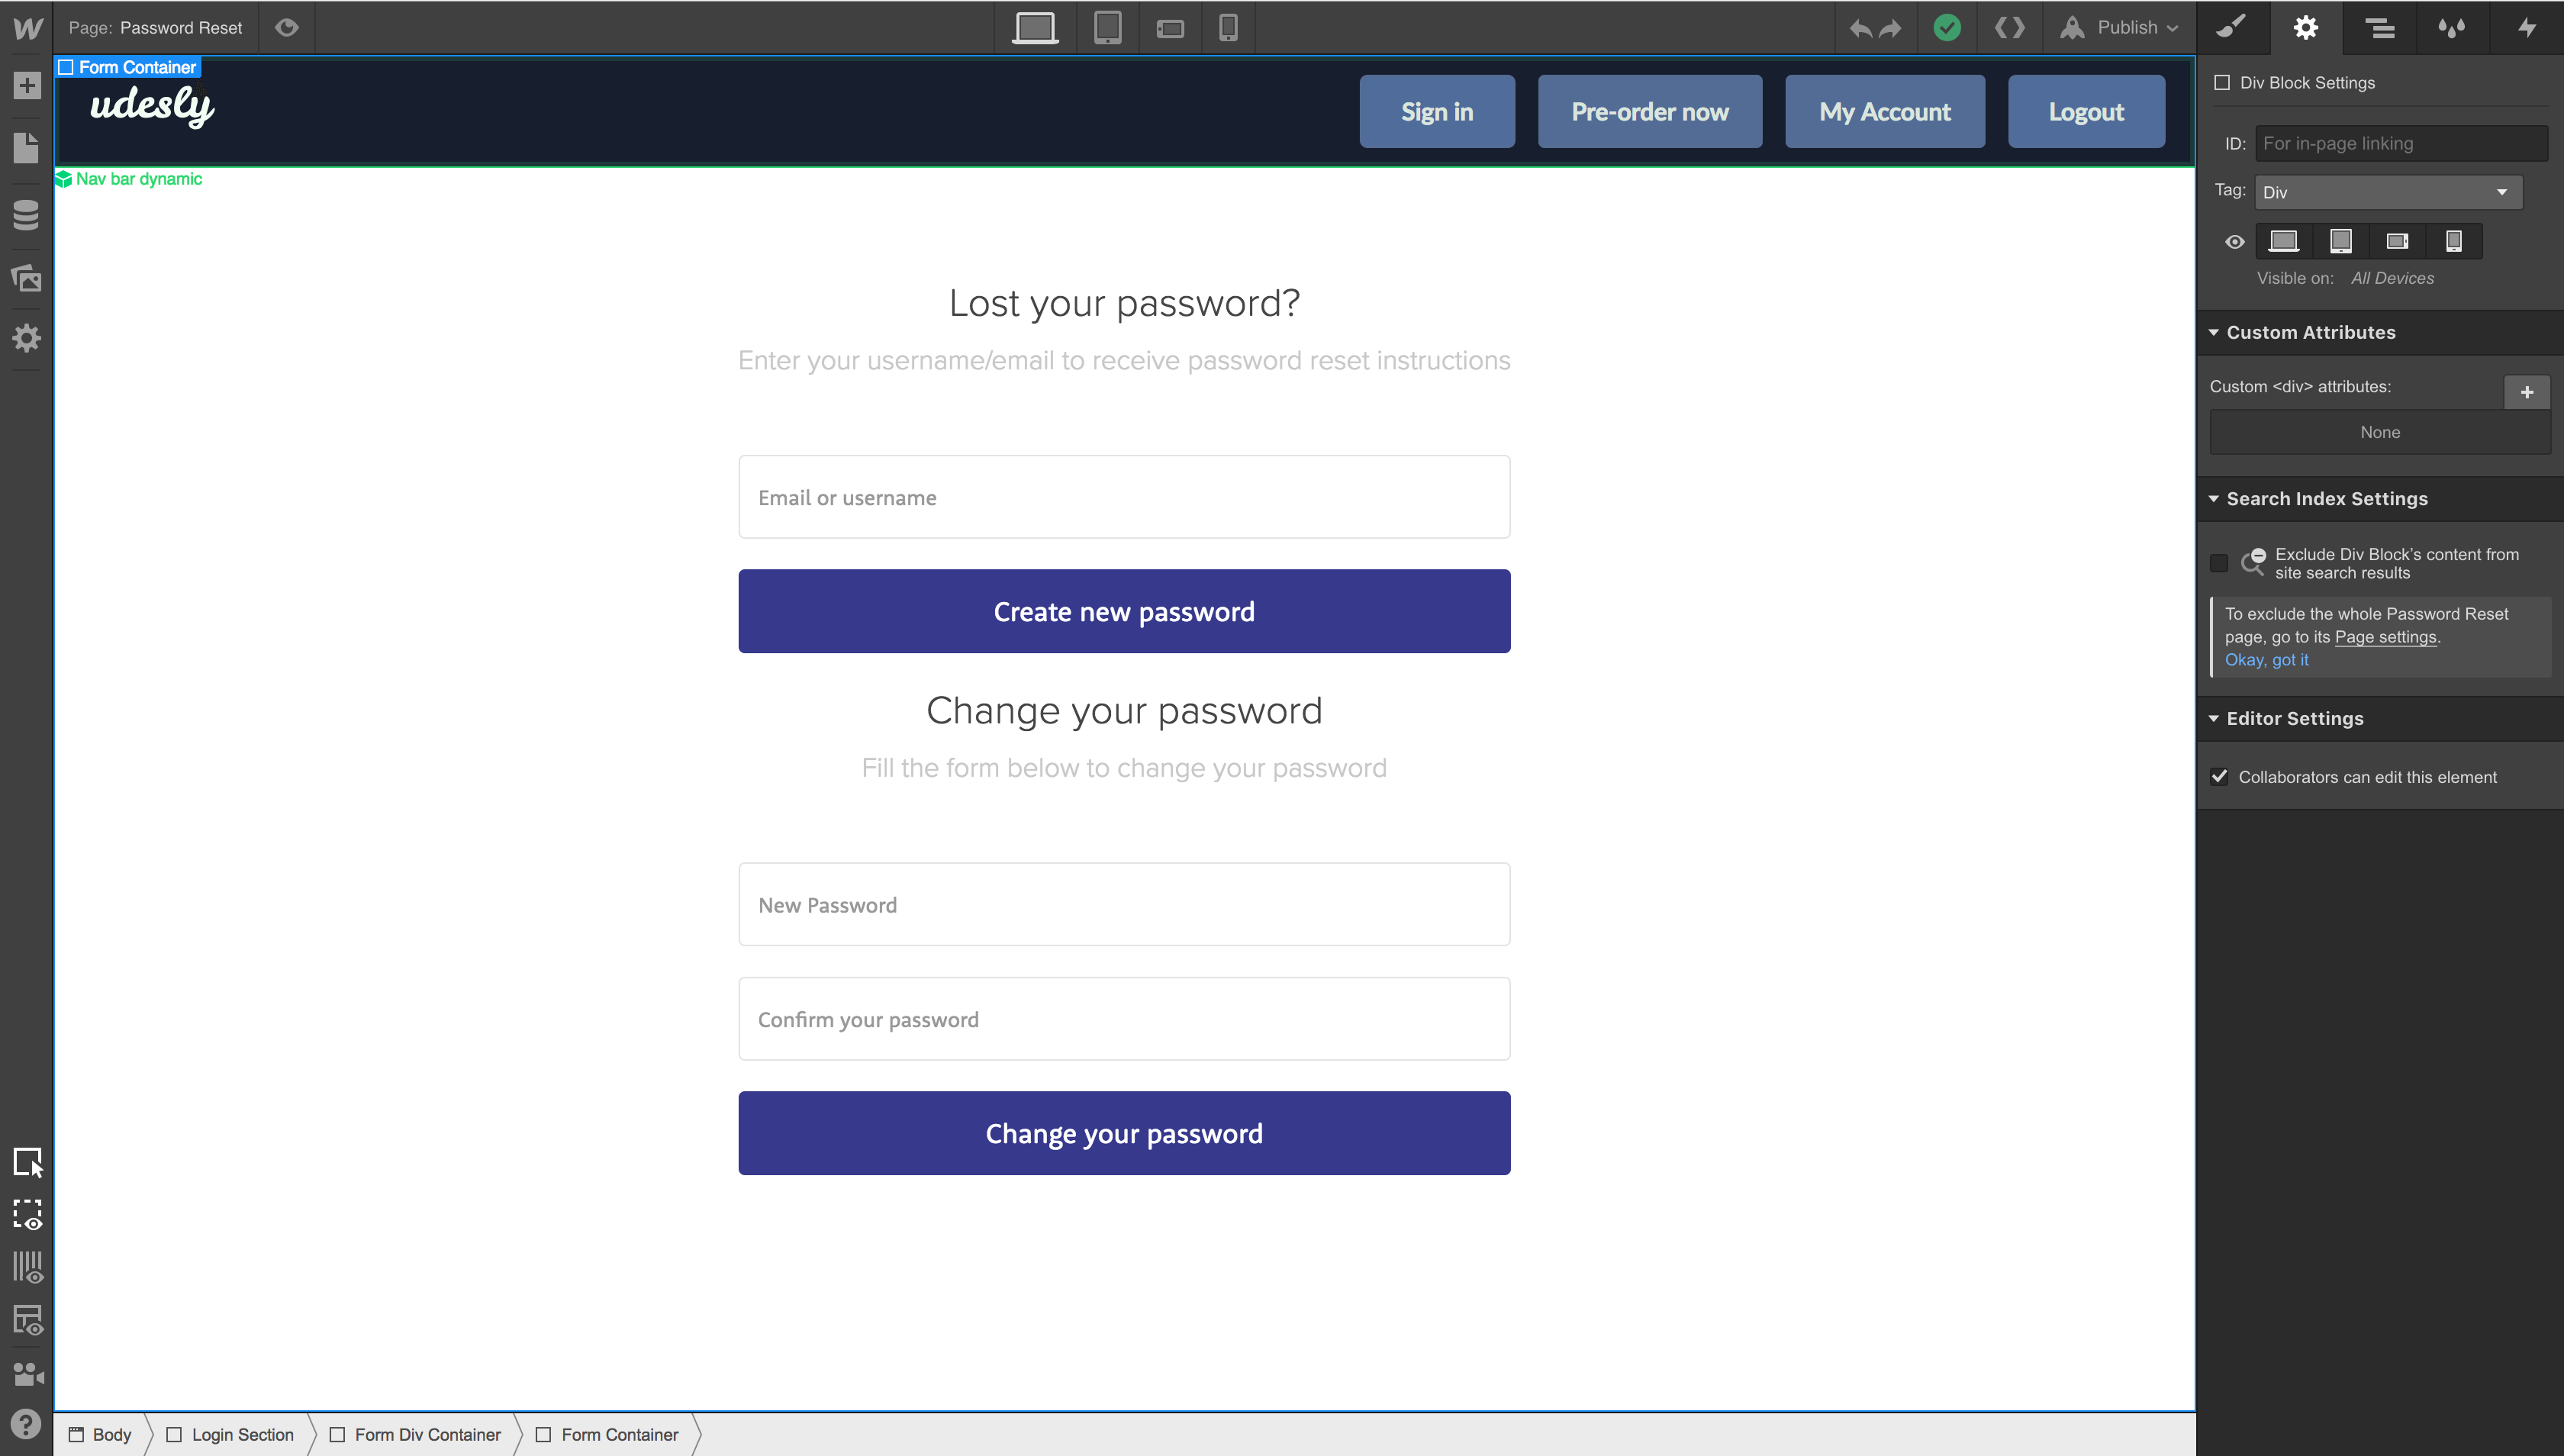 W
Page: Password Reset
Publish
Form Container
udesly
Sign in
Pre-order now
My Account
Logout
Nav bar dynamic
Lost your password?
Enter your username/email to receive password reset instructions
Email or username
Create new password
Change your password
Fill the form below to change your password
New Password
Confirm your password
Change your password
Body
Login Section
Form Div Container
Form Container
Div Block Settings
ID: For in-page linking
Tag: Div
Visible on: All Devices
Custom Attributes
Custom <div> attributes:
+
None
Search Index Settings
Exclude Div Block’s content from
site search results
To exclude the whole Password Reset
page, go to its Page settings.
Okay, got it
Editor Settings
Collaborators can edit this element